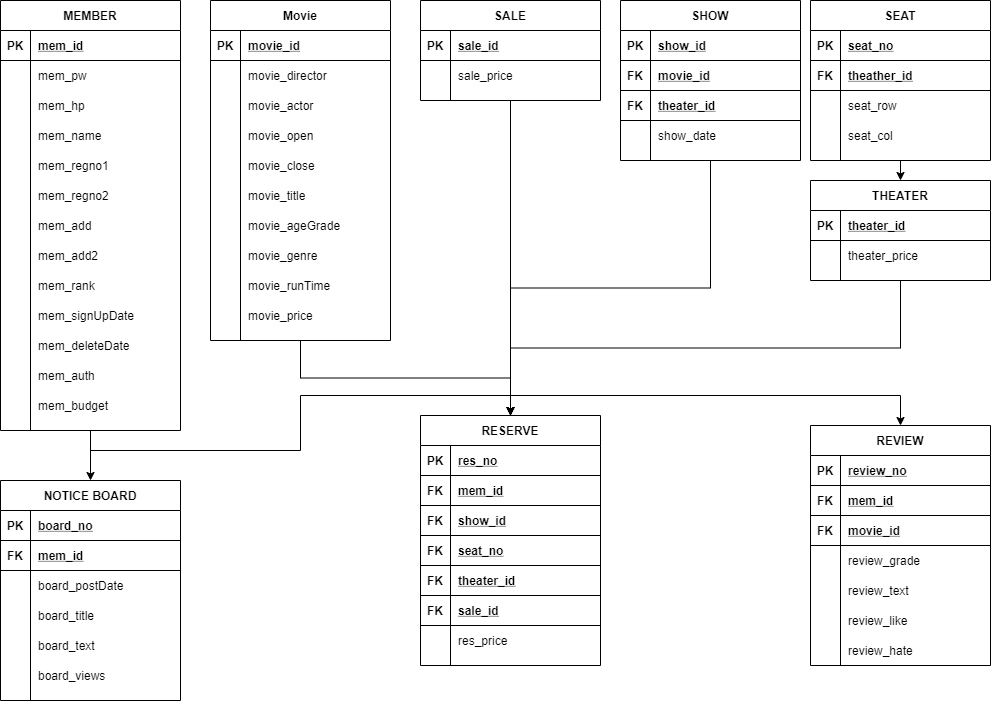 MEMBER
PK mem_id
mem_pw
mem_hp
mem_name
mem_regno1
mem_regno2
mem_add
mem_add2
mem_rank
mem_signUpDate
mem_deleteDate
mem_auth
mem_budget
Movie
PK movie_id
movie_director
movie_actor
movie_open
movie_close
movie_title
movie_ageGrade
movie_genre
movie_runTime
movie_price
SALE
PK sale_id
sale_price
SHOW
PK show_id
FK movie_id
FK theater_id
show_date
SEAT
PK seat_no
FK theather_id
seat_row
seat_col
THEATER
PK theater_id
theater_price
NOTICE BOARD
PK board_no
FK mem_id
board_postDate
board_title
board_text
board_views
RESERVE
PK res_no
FK mem_id
FK show_id
FK seat_no
FK theater_id
FK sale_id
res_price
REVIEW
PK review_no
FK mem_id
FK movie_id
review_grade
review_text
review_like
review_hate